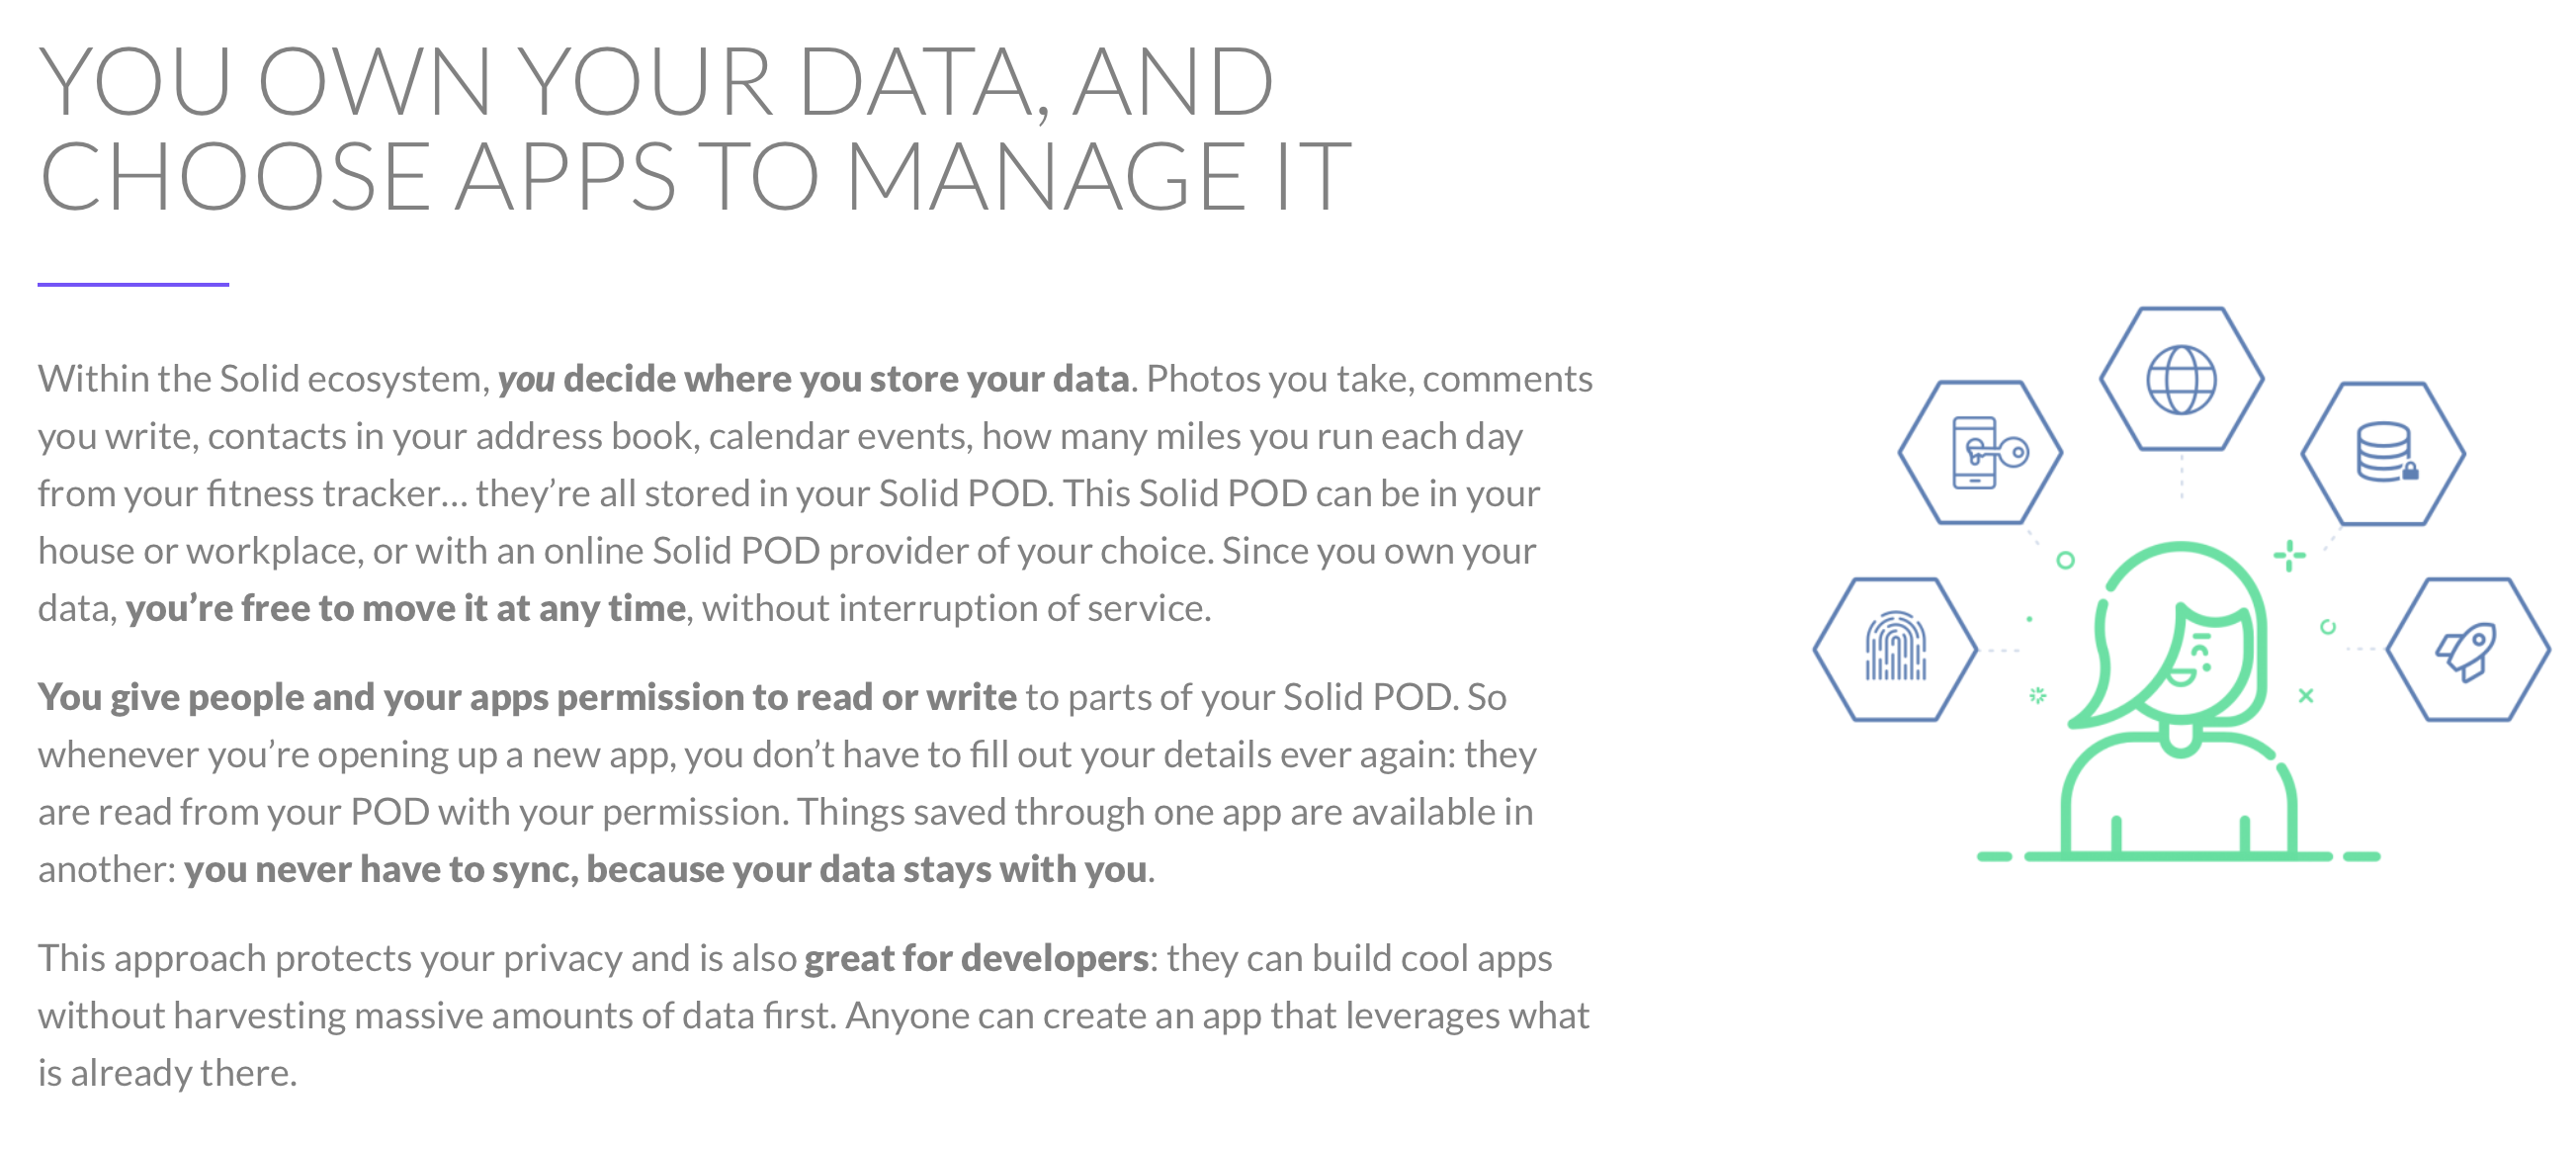 YOU OWN YOUR DATA, AND
CHOOSE APPS TO MANAGE IT
Within the Solid ecosystem, you decide where you store your data. Photos you take, comments
you write, contacts in your address book, calendar events, how many miles you run each day
from your fitness tracker… they’re all stored in your Solid POD. This Solid POD can be in your
house or workplace, or with an online Solid POD provider of your choice. Since you own your
data, you’re free to move it at any time, without interruption of service.
You give people and your apps permission to read or write to parts of your Solid POD. So
whenever you’re opening up a new app, you don’t have to fill out your details ever again: they
are read from your POD with your permission. Things saved through one app are available in
another: you never have to sync, because your data stays with you.
This approach protects your privacy and is also great for developers: they can build cool apps
without harvesting massive amounts of data first. Anyone can create an app that leverages what
is already there.